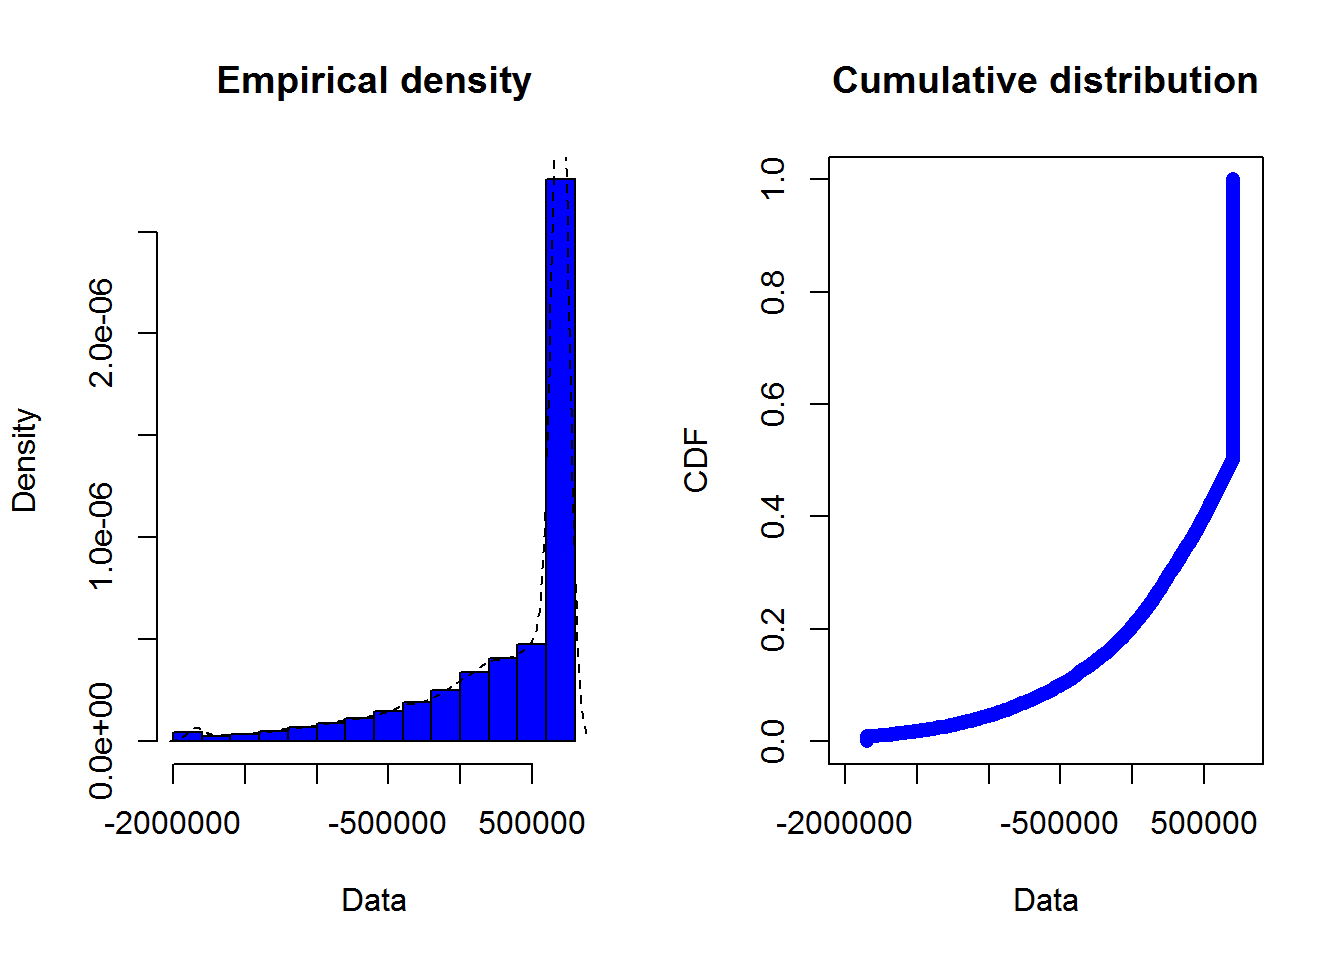 Empirical density
Density
0.0e+00
1.0e-06
2.0e-06
-2000000
-500000
500000
Data
Cumulative distribution
CDF
0.0
0.2
0.4
0.6
0.8
1.0
-2000000
-500000
500000
Data